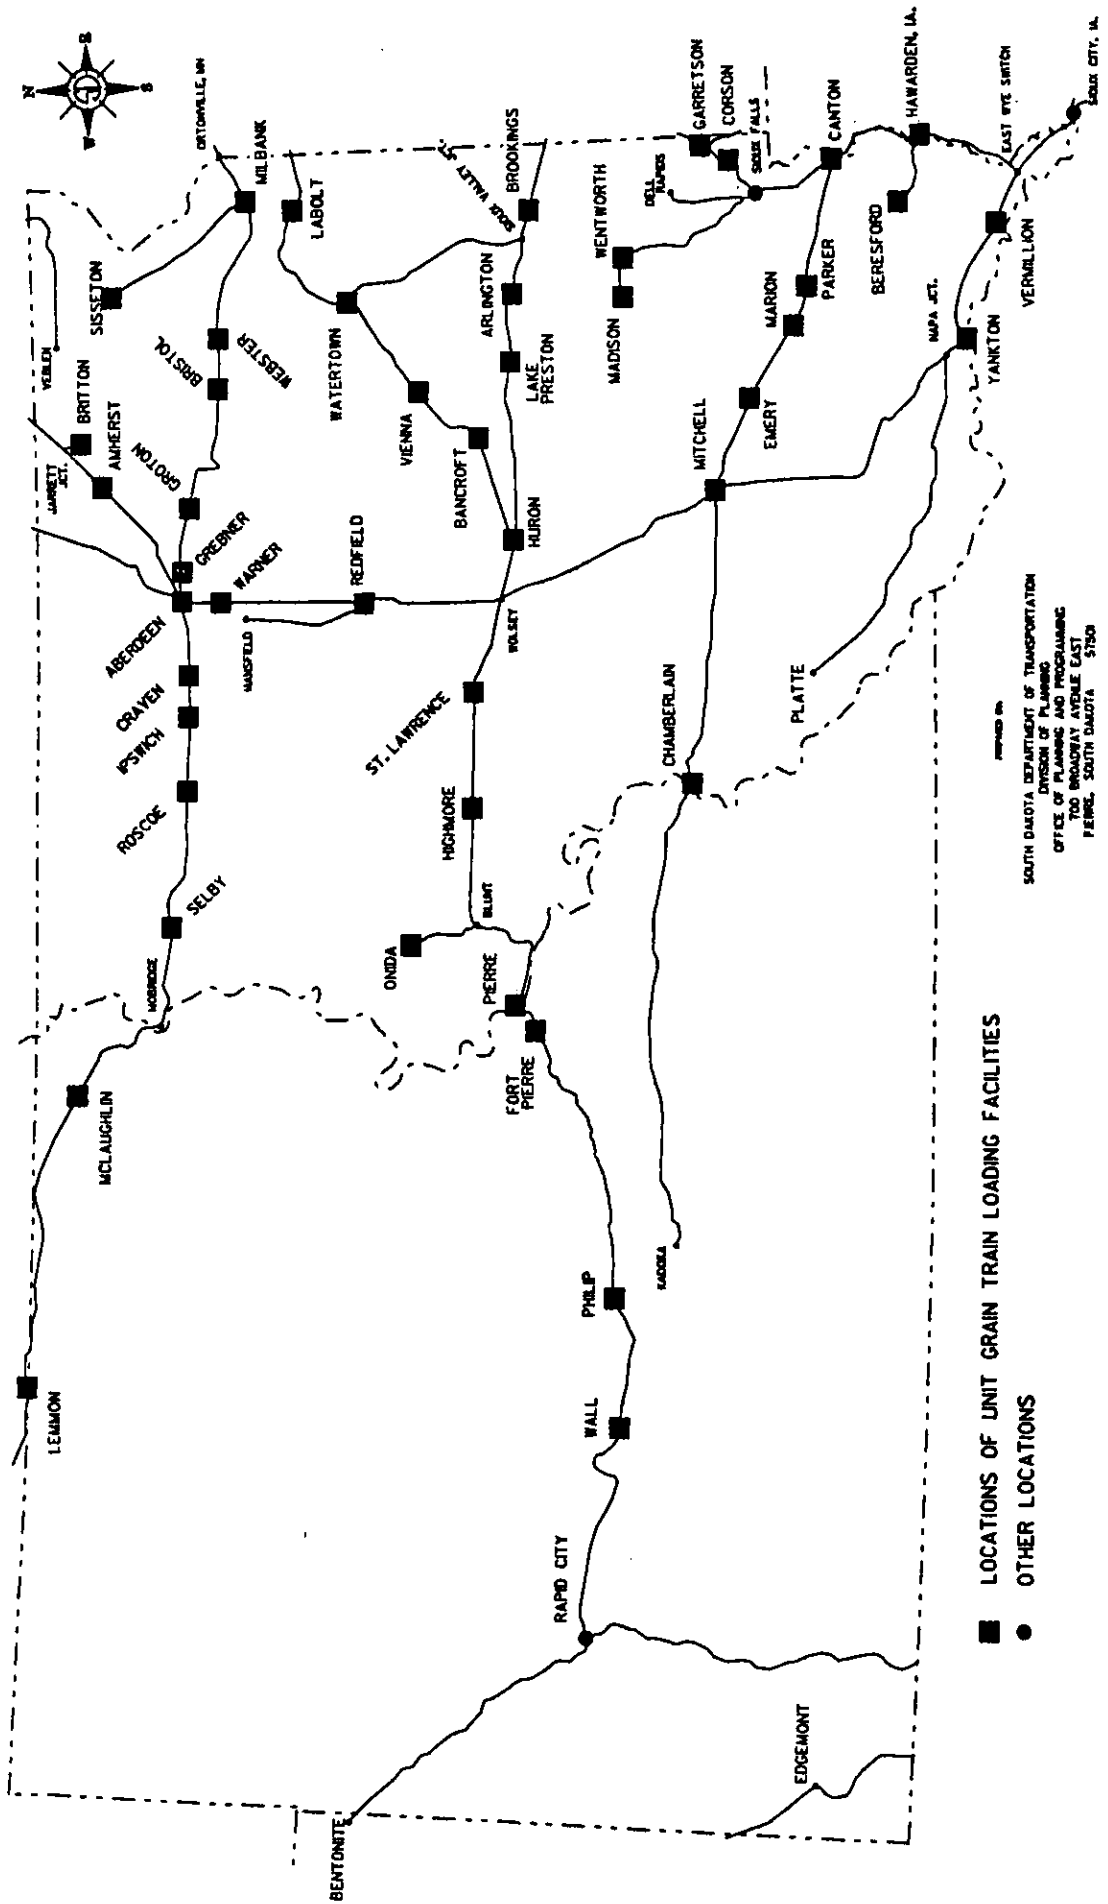 N
W
S
ORTONVILLE, MN
MILBANK
LABOLT
SISSETON
VEBLEN
BRITTON
AMHERST
JARRETT
JCT.
BRISTOL
WEBSTER
GROTON
GREBNER
WARNER
ABERDEEN
CRAVEN
IPSWICH
ROSCOE
SELBY
MOBRIDGE
MCLAUGHLIN
LEMMON
MANSFIELD
REDFIELD
WATERTOWN
VIENNA
BANCROFT
SIOUX VALLEY JCT.
BROOKINGS
ARLINGTON
LAKE
PRESTON
HURON
WOLSEY
ST. LAWRENCE
HIGHMORE
BLUNT
ONIDA
PIERRE
FORT
PIERRE
PHILIP
WALL
RAPID CITY
BENTONITE
EDGEMONT
KADOKA
CHAMBERLAIN
MITCHELL
EMERY
MARION
PARKER
MADISON
WENTWORTH
DELL
RAPIDS
GARRETSON
CORSON
SIOUX FALLS
CANTON
HAWARDEN, IA.
BERESFORD
EAST WYE SWITCH
SIOUX CITY, IA.
VERMILLION
YANKTON
NAPA JCT.
PLATTE
LOCATIONS OF UNIT GRAIN TRAIN LOADING FACILITIES
OTHER LOCATIONS
PREPARED BY:
SOUTH DAKOTA DEPARTMENT OF TRANSPORTATION
DIVISION OF PLANNING
OFFICE OF PLANNING AND PROGRAMMING
700 BROADWAY AVENUE EAST
PIERRE, SOUTH DAKOTA 57501